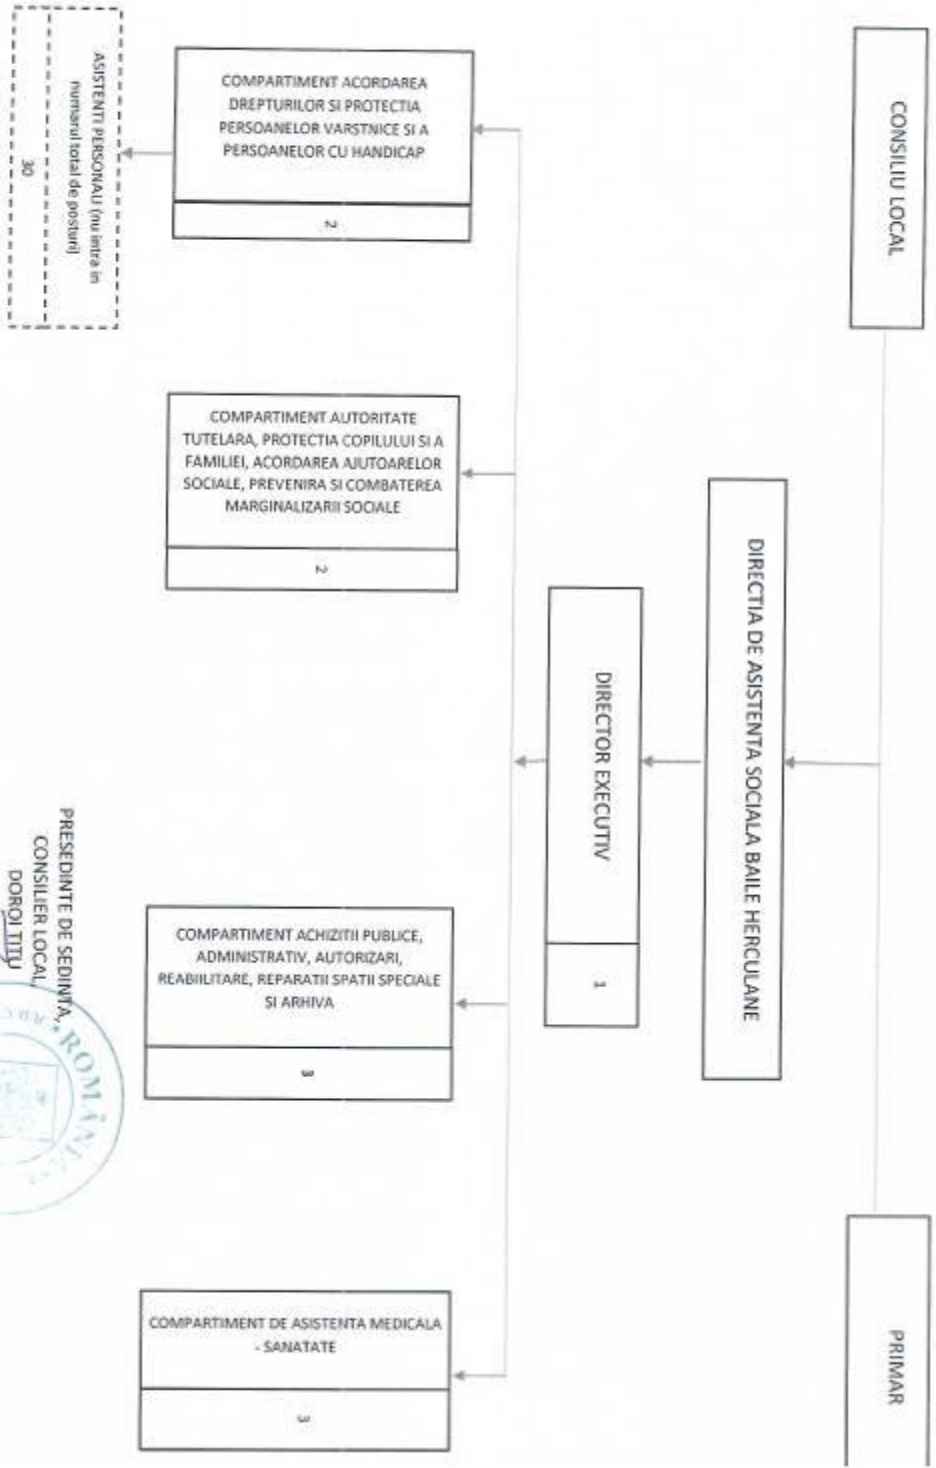 CONSILIU LOCAL
PRIMAR
DIRECTIA DE ASISTENTA SOCIALA BAILE HERCULANE
DIRECTOR EXECUTIV
1
COMPARTIMENT ACORDAREA
DREPTURILOR SI PROTECTIA
PERSOANELOR VARSTNICE SI A
PERSOANELOR CU HANDICAP
2
COMPARTIMENT AUTORITATE
TUTELARA, PROTECTIA COPILULUI SI A
FAMILIEI, ACORDAREA AJUTOARELOR
SOCIALE, PREVENIRA SI COMBATEREA
MARGINALIZARII SOCIALE
2
COMPARTIMENT ACHIZITII PUBLICE,
ADMINISTRATIV, AUTORIZARI,
REABIILITARE, REPARATII SPATII SPECIALE
SI ARHIVA
3
COMPARTIMENT DE ASISTENTA MEDICALA
- SANATATE
3
ASISTENTI PERSONALI (nu intra in
numarul total de posturi)
30
PRESEDINTE DE SEDINTA,
CONSILIER LOCAL,
DOROI TITU
ROMÂNIA